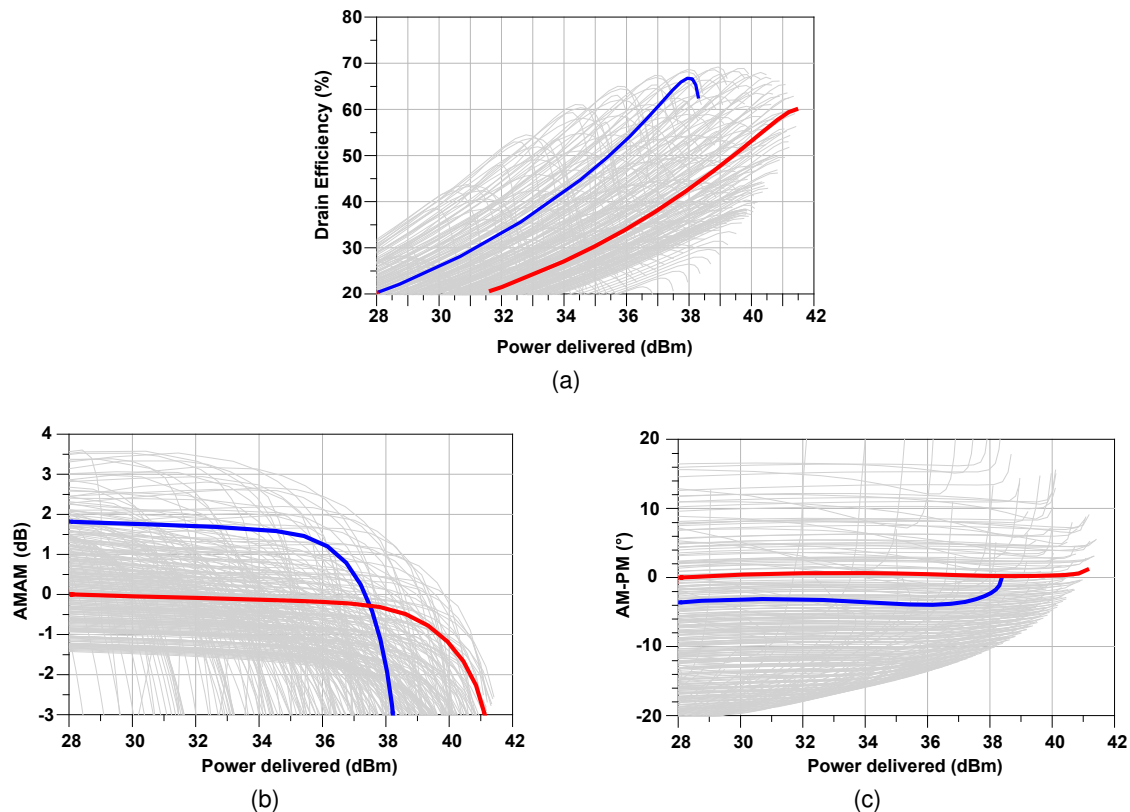 80
70
60
50
40
30
20
Drain Efficiency (%)
28 30 32 34 36 38 40 42
Power delivered (dBm)
(a)
4
3
2
1
0
-1
-2
-3
AMAM (dB)
28 30 32 34 36 38 40 42
Power delivered (dBm)
(b)
20
10
0
-10
-20
AM-PM (°)
28 30 32 34 36 38 40 42
Power delivered (dBm)
(c)